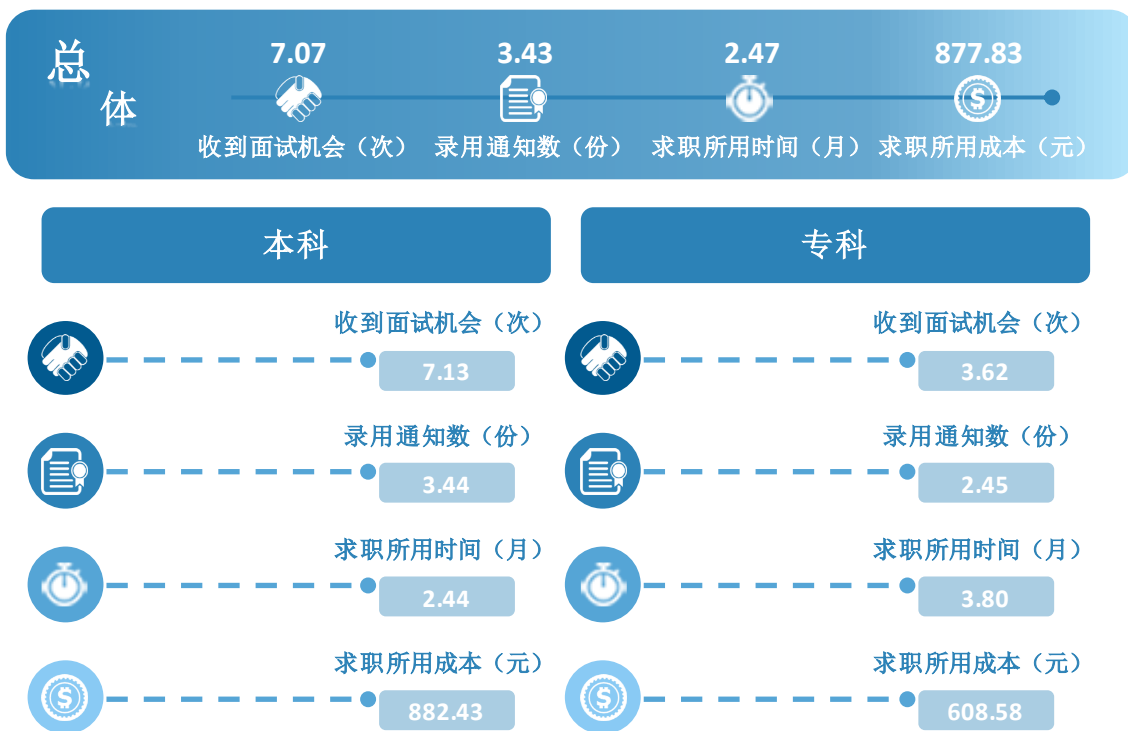 总
体
7.07 3.43 2.47 877.83
收到面试机会（次） 录用通知数（份） 求职所用时间（月） 求职所用成本（元）
本科
收到面试机会（次）
7.13
录用通知数（份）
3.44
求职所用时间（月）
2.44
求职所用成本（元）
882.43
专科
收到面试机会（次）
3.62
录用通知数（份）
2.45
求职所用时间（月）
3.80
求职所用成本（元）
608.58